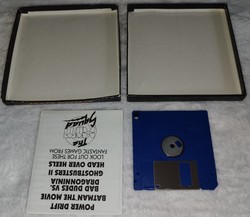 The
Hit
Squad
LOOK OUT FOR THESE
FANTASTIC GAMES FROM
HEAD OVER HEELS
GHOSTBUSTERS II
DRAGONNINJA
BAD DUDES VS.
BATMAN THE MOVIE
POWER DRIFT